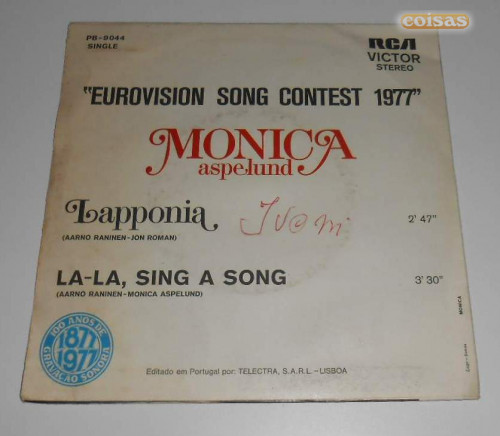 coisas
PB-8044
SINGLE
RCA
VICTOR
STEREO
"EUROVISION SONG CONTEST 1977"
MONICA
aspelund
Lapponia
2' 47"
(AARNO RANINEN-JON ROMAN)
LA-LA, SING A SONG
3' 30"
(AARNO RANINEN-MONICA ASPELUND)
MONICA
100 ANOS DE
1877
1977
GRAVAÇÃO SONORA
Editado em Portugal por: TELECTRA, S.A.R.L. -LISBOA